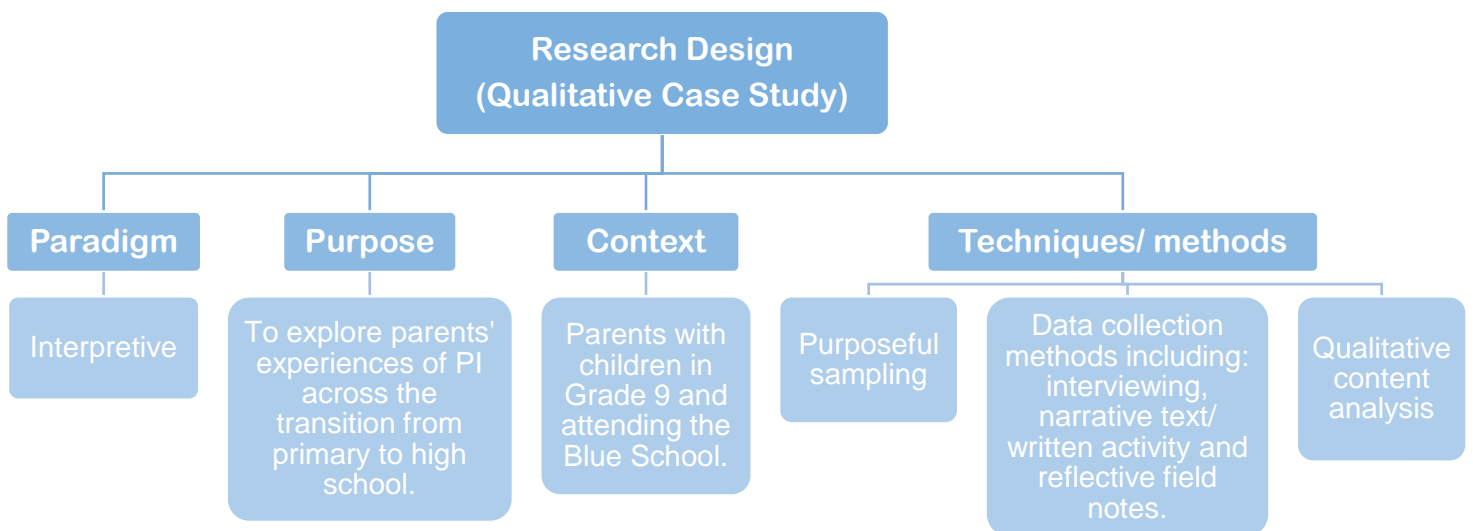 Research Design
(Qualitative Case Study)
Paradigm
Purpose
Context
Techniques/ methods
Interpretive
To explore parents'
experiences of PI
across the
transition from
primary to high
school.
Parents with
children in
Grade 9 and
attending the
Blue School.
Purposeful
sampling
Data collection
methods including:
interviewing,
narrative text/
written activity and
reflective field
notes.
Qualitative
content
analysis